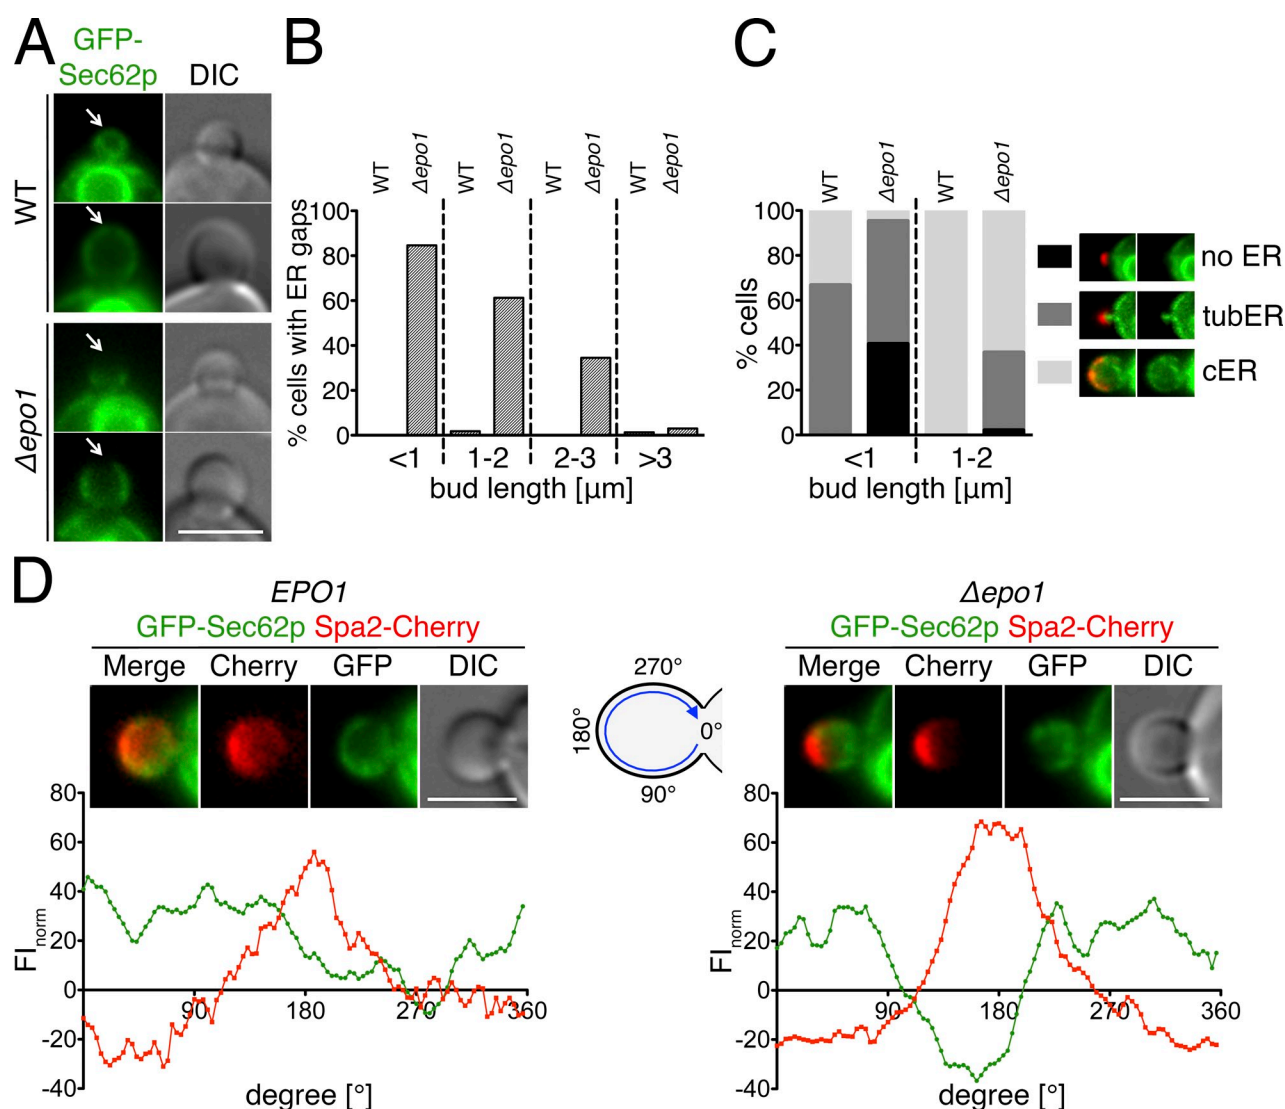 A
GFP-
Sec62p
DIC
WT
Δepo1
B
WT
Δepo1
WT
Δepo1
WT
Δepo1
WT
Δepo1
% cells with ER gaps
100
80
60
40
20
0
<1
1-2
2-3
>3
bud length [µm]
C
WT
Δepo1
WT
Δepo1
% cells
100
80
60
40
20
0
<1
1-2
bud length [µm]
no ER
tubER
cER
D
EPO1
GFP-Sec62p Spa2-Cherry
Merge Cherry GFP DIC
80
60
40
20
0
-20
-40
FInorm
90 180 270 360
degree [°]
270°
180°
0°
90°
Δepo1
GFP-Sec62p Spa2-Cherry
Merge Cherry GFP DIC
80
60
40
20
0
-20
-40
FInorm
90 180 270 360
degree [°]